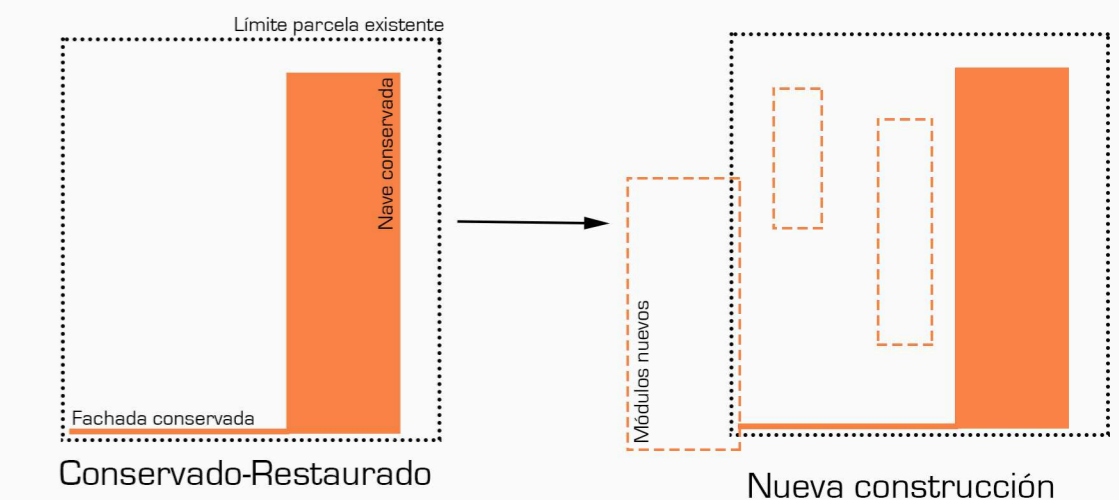 Límite parcela existente
Nave conservada
Fachada conservada
Conservado-Restaurado
Módulos nuevos
Nueva construcción